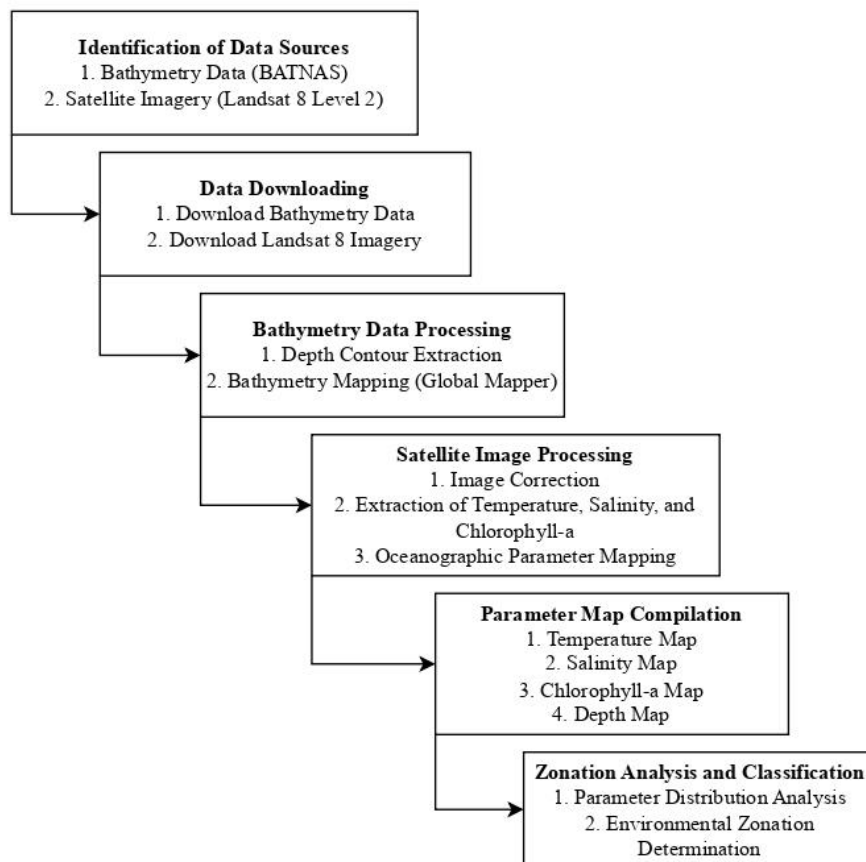 Identification of Data Sources
1. Bathymetry Data (BATNAS)
2. Satellite Imagery (Landsat 8 Level 2)
Data Downloading
1. Download Bathymetry Data
2. Download Landsat 8 Imagery
Bathymetry Data Processing
1. Depth Contour Extraction
2. Bathymetry Mapping (Global Mapper)
Satellite Image Processing
1. Image Correction
2. Extraction of Temperature, Salinity, and
Chlorophyll-a
3. Oceanographic Parameter Mapping
Parameter Map Compilation
1. Temperature Map
2. Salinity Map
3. Chlorophyll-a Map
4. Depth Map
Zonation Analysis and Classification
1. Parameter Distribution Analysis
2. Environmental Zonation
Determination